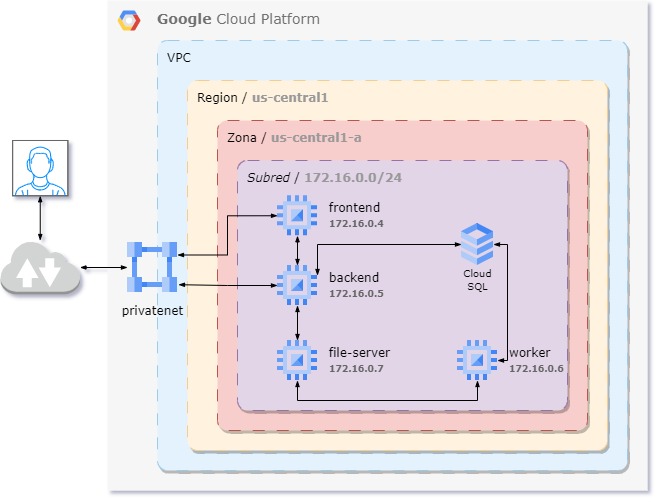 Google Cloud Platform
VPC
Region / us-central1
Zona / us-central1-a
Subred / 172.16.0.0/24
frontend
172.16.0.4
backend
172.16.0.5
Cloud
SQL
privatenet
file-server
172.16.0.7
worker
172.16.0.6